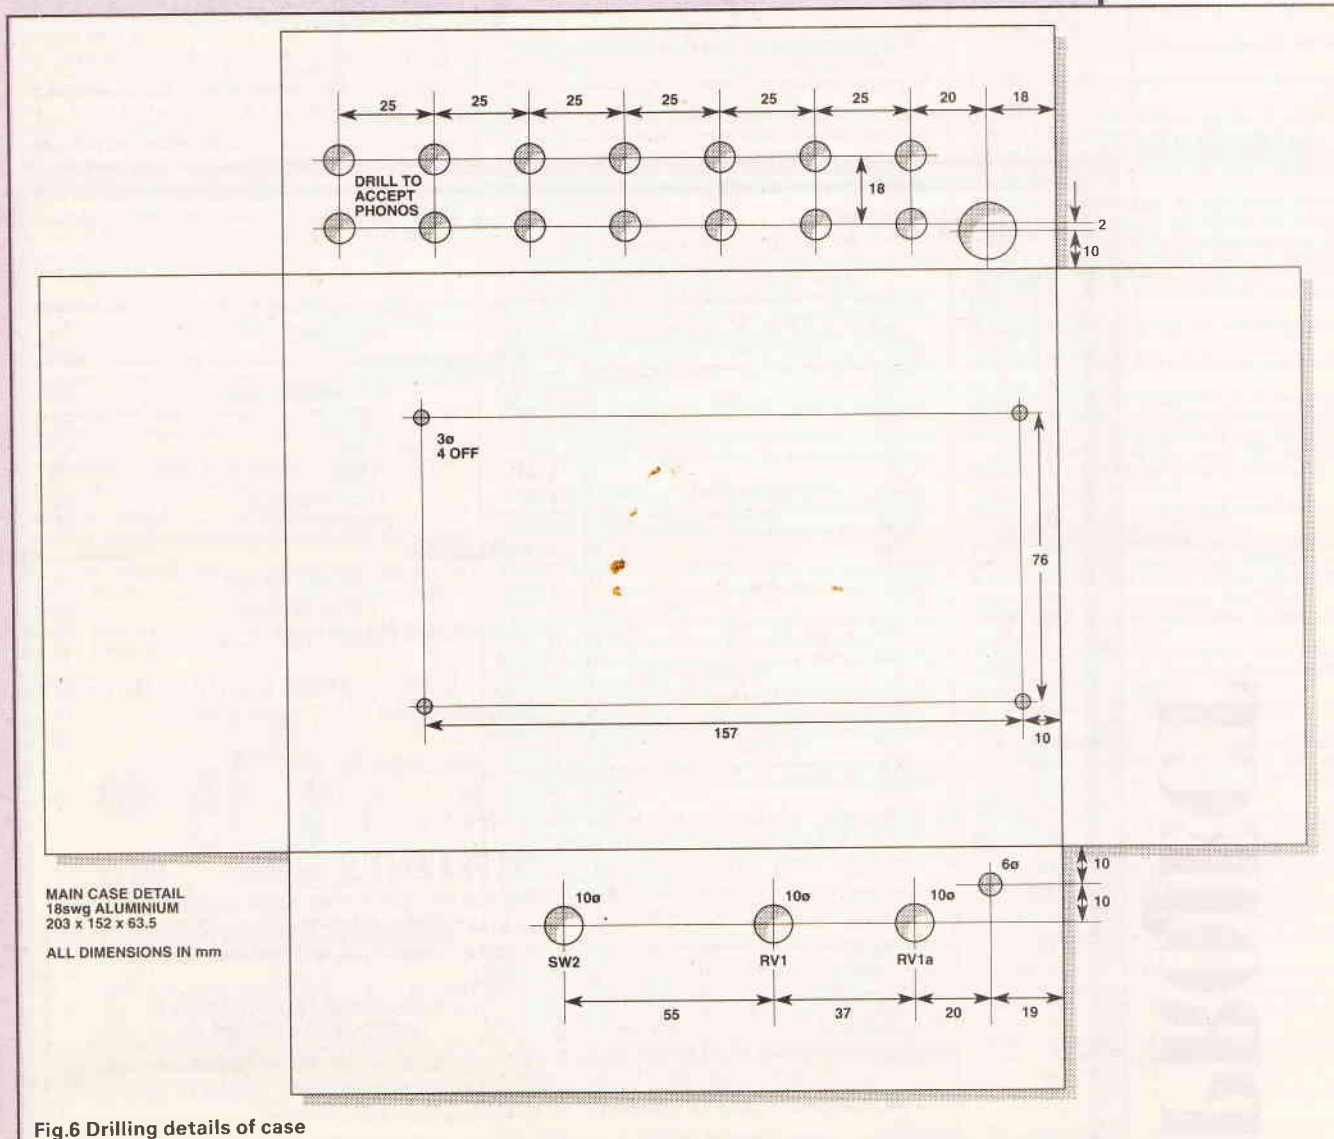 25 25 25 25 25 25 20 18
DRILL TO
ACCEPT
PHONOS
18
2
10
3ø
4 OFF
76
157
10
MAIN CASE DETAIL
18swg ALUMINIUM
203 x 152 x 63.5
ALL DIMENSIONS IN mm
10ø 10ø 10ø 6ø
10
10
SW2 RV1 RV1a
55 37 20 19
Fig.6 Drilling details of case